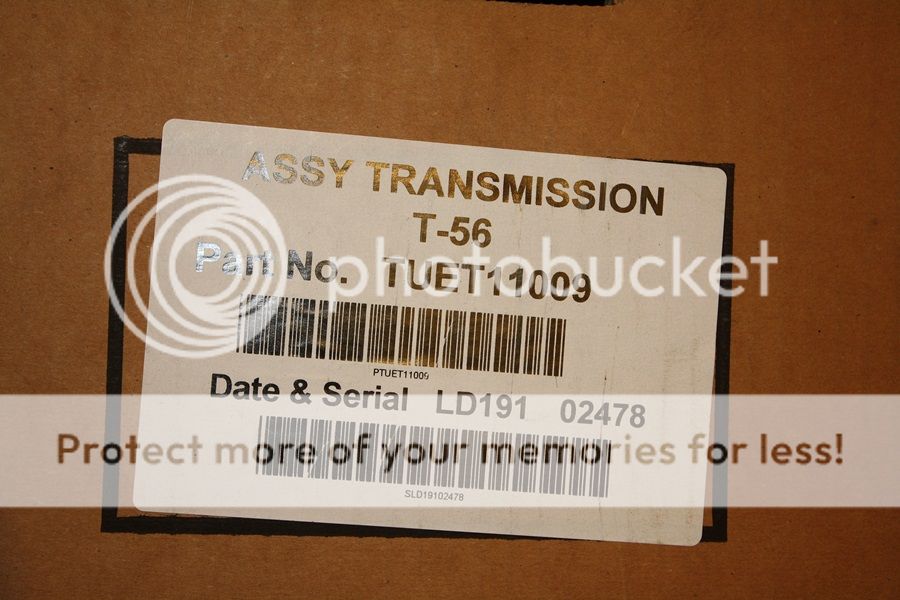 ASSY TRANSMISSION
T-56
Part No. TUET11009
photobucket
PTUET11009
Date & Serial LD191 02478
Protect more of your memories for less!
SLD19102478